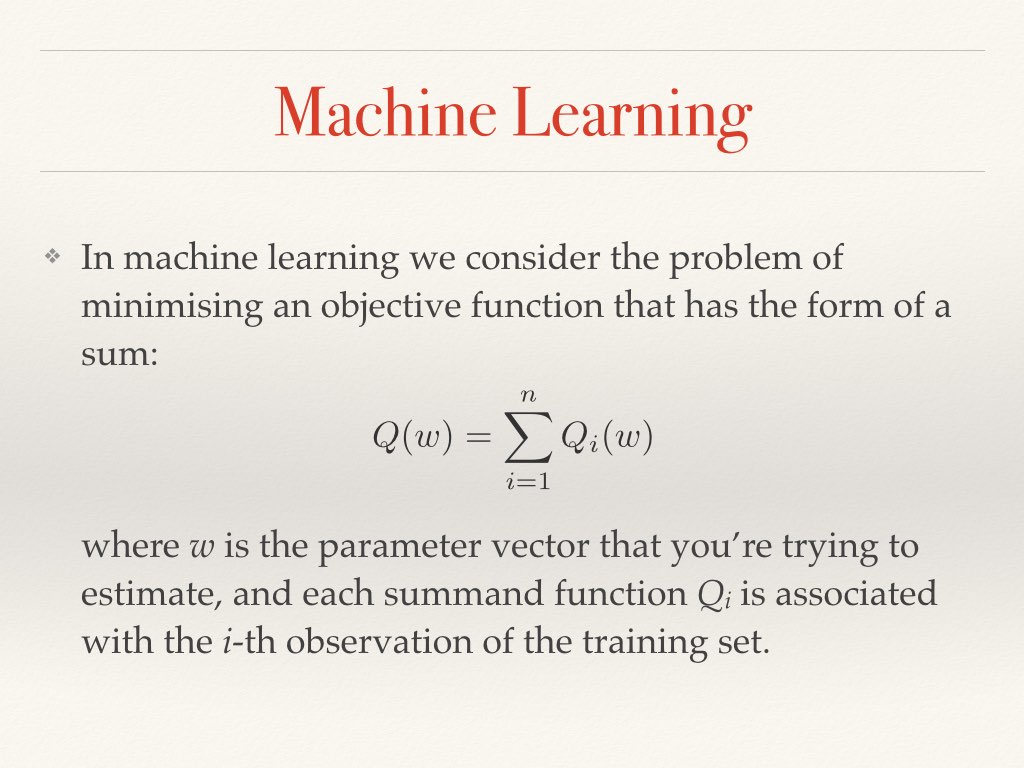 Machine Learning
❖ In machine learning we consider the problem of
minimising an objective function that has the form of a
sum:
Q(w) = ∑_{i=1}^{n} Q_i(w)
where w is the parameter vector that you’re trying to
estimate, and each summand function Q_i is associated
with the i-th observation of the training set.